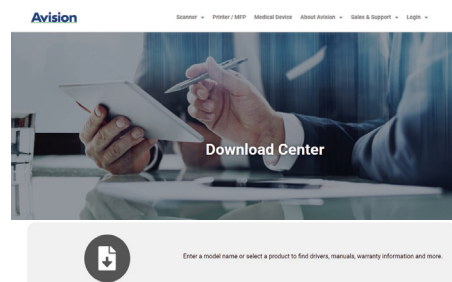 Avision
Scanner Printer / MFP Medical Device About Avision Sales & Support Login
Download Center
Enter a model name or select a product to find drivers, manuals, warranty information and more.